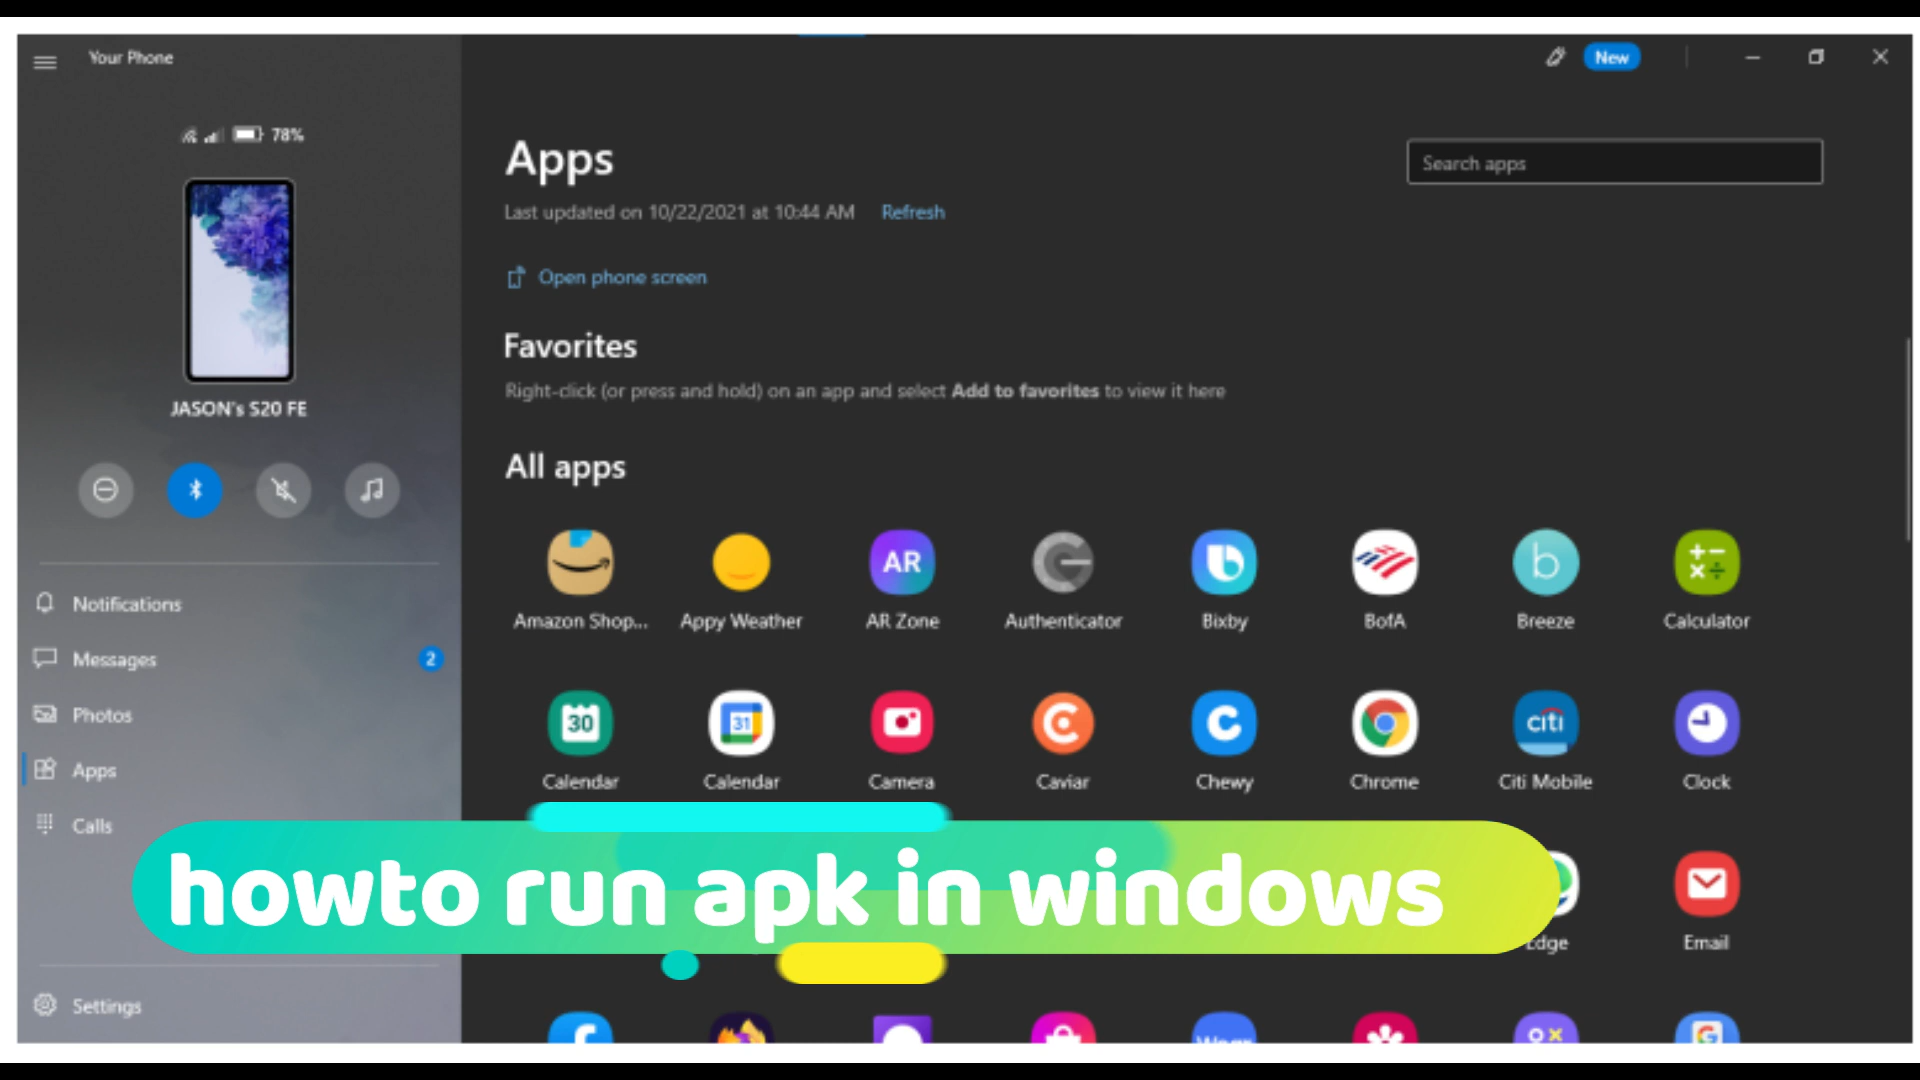 Your Phone
New
78%
Apps
Search apps
Last updated on 10/22/2021 at 10:44 AM Refresh
Open phone screen
JASON's S20 FE
Favorites
Right-click (or press and hold) on an app and select Add to favorites to view it here
All apps
AR
b
Amazon Shop...
Appy Weather
AR Zone
Authenticator
Bixby
BofA
Breeze
Calculator
Notifications
Messages
2
Photos
Apps
Calls
Settings
30
31
citi
Calendar
Calendar
Camera
Caviar
Chewy
Chrome
Citi Mobile
Clock
howto run apk in windows
Edge
Email